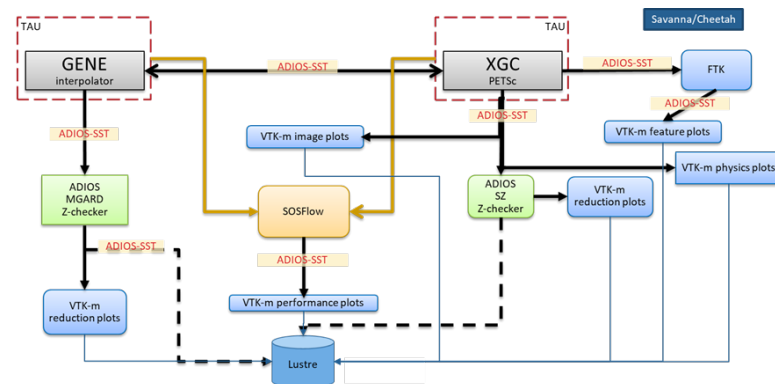 Savanna/Cheetah
TAU
TAU
GENE
interpolator
ADIOS-SST
XGC
PETSc
ADIOS-SST
FTK
ADIOS-SST
ADIOS-SST
ADIOS-SST
VTK-m image plots
VTK-m feature plots
VTK-m physics plots
ADIOS
MGARD
Z-checker
SOSFlow
ADIOS
SZ
Z-checker
VTK-m
reduction plots
ADIOS-SST
ADIOS-SST
VTK-m
reduction plots
VTK-m performance plots
Lustre